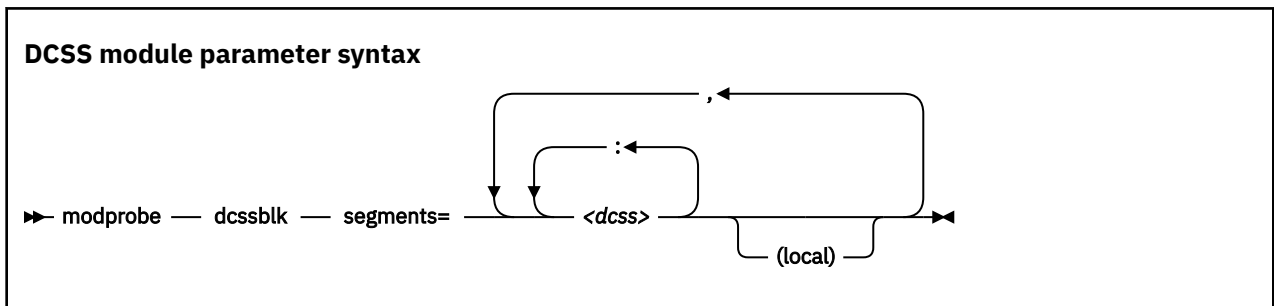 DCSS module parameter syntax
,
:
modprobe dcssblk segments= <dcss>
(local)